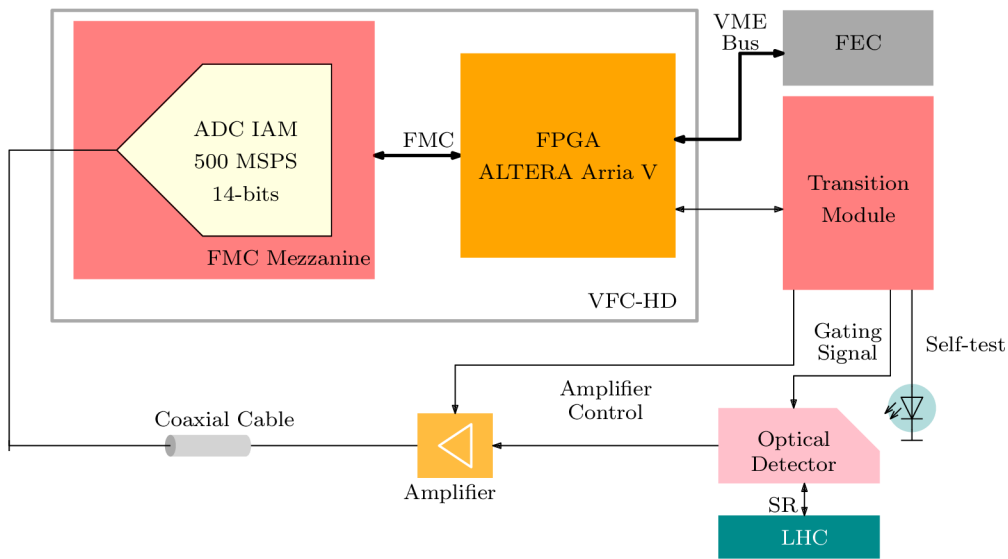 VME
Bus
FEC
ADC IAM
500 MSPS
14-bits
FMC
FPGA
ALTERA Arria V
Transition
Module
FMC Mezzanine
VFC-HD
Gating
Signal
Self-test
Amplifier
Control
Coaxial Cable
Optical
Detector
Amplifier
SR
LHC